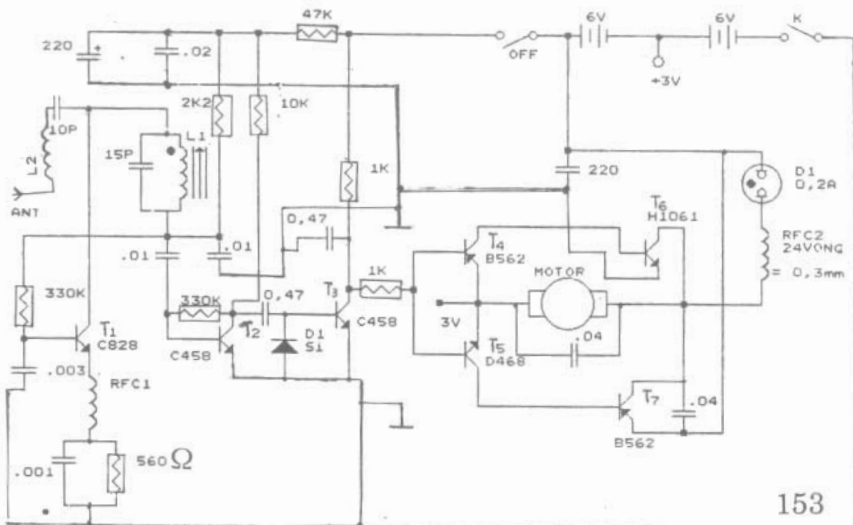 47K
6V
6V
K
220
+
.02
OFF
+3V
2K2
10K
10P
L1
15P
L2
1K
220
D1
0,2A
ANT
T6
H1061
.01
.01
0,47
T4
B562
RFC2
24VONG
= 0,3mm
1K
MOTOR
330K
330K
0,47
T3
T1
C828
T2
D1
Si
C458
3V
C458
.04
T5
D468
.003
RFC1
T7
.04
B562
.001
560Ω
153